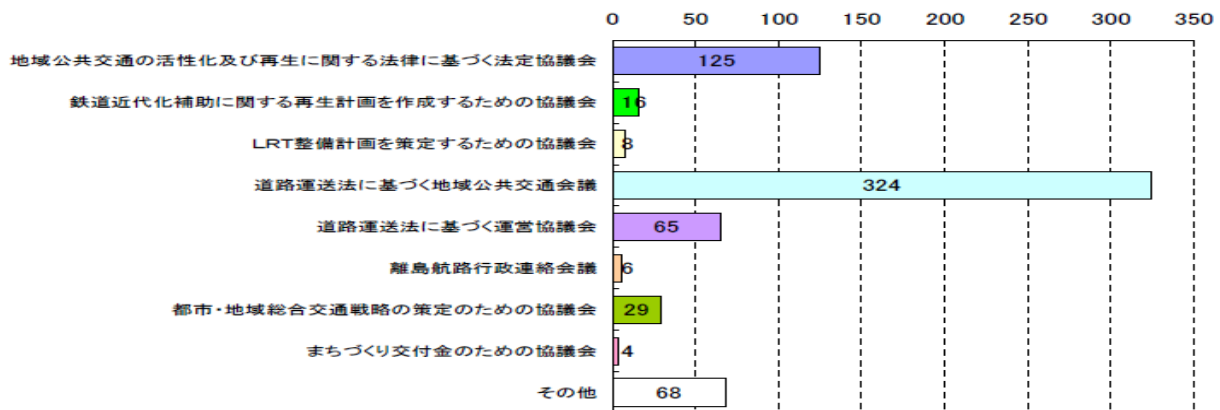 0 50 100 150 200 250 300 350
地域公共交通の活性化及び再生に関する法律に基づく法定協議会 125
鉄道近代化補助に関する再生計画を作成するための協議会 16
LRT整備計画を策定するための協議会 8
道路運送法に基づく地域公共交通会議 324
道路運送法に基づく運営協議会 65
離島航路行政連絡会議 6
都市・地域総合交通戦略の策定のための協議会 29
まちづくり交付金のための協議会 4
その他 68